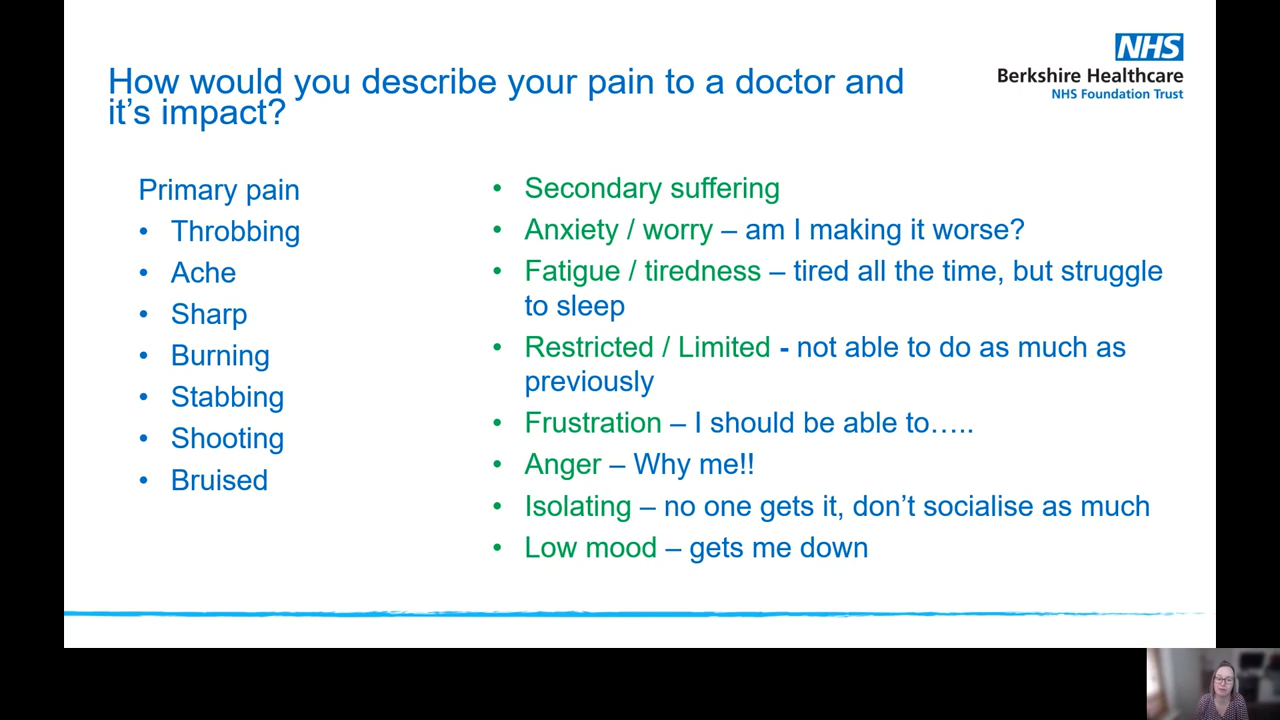 How would you describe your pain to a doctor and
it’s impact?
NHS
Berkshire Healthcare
NHS Foundation Trust
Primary pain
• Throbbing
• Ache
• Sharp
• Burning
• Stabbing
• Shooting
• Bruised
• Secondary suffering
• Anxiety / worry – am I making it worse?
• Fatigue / tiredness – tired all the time, but struggle
to sleep
• Restricted / Limited - not able to do as much as
previously
• Frustration – I should be able to…..
• Anger – Why me!!
• Isolating – no one gets it, don’t socialise as much
• Low mood – gets me down